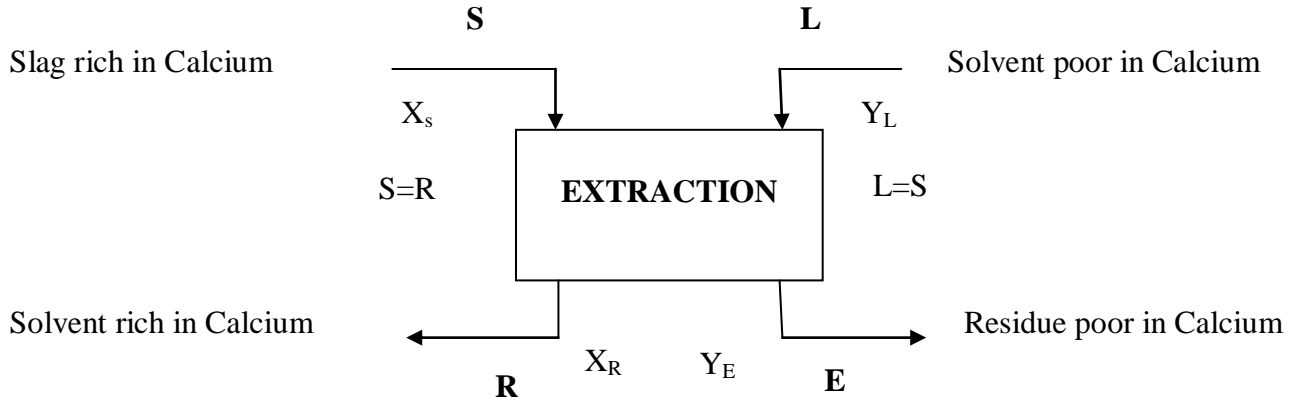 S L
Slag rich in Calcium Solvent poor in Calcium
Xs YL
S=R EXTRACTION L=S
Solvent rich in Calcium Residue poor in Calcium
XR YE
R E